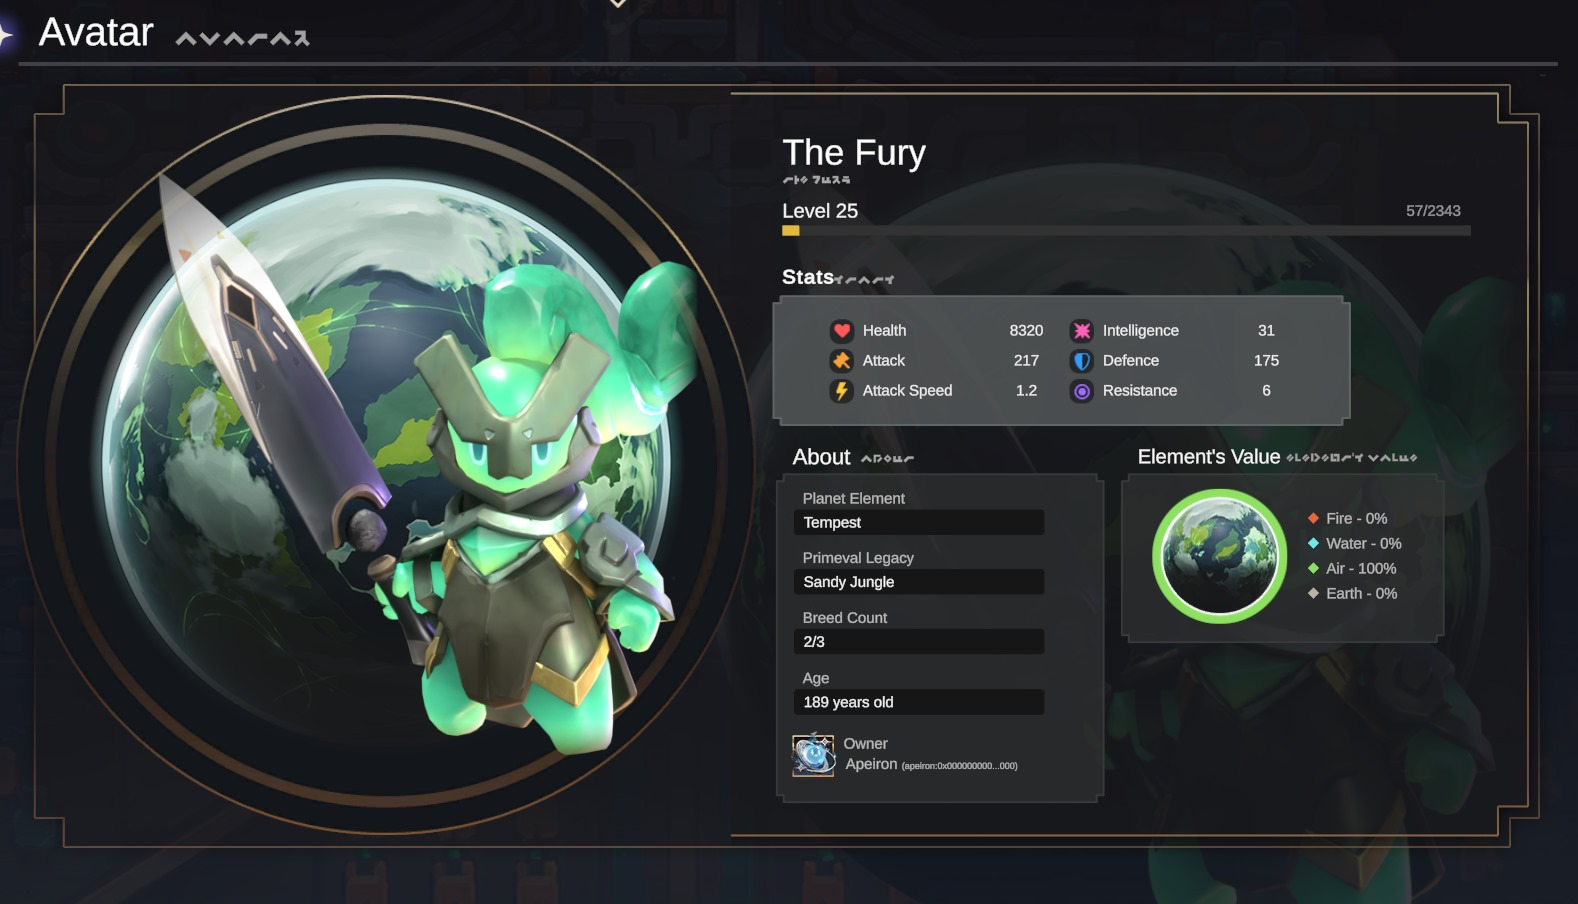 Avatar
The Fury
Level 25
57/2343
Stats
Health 8320 Intelligence 31
Attack 217 Defence 175
Attack Speed 1.2 Resistance 6
About
Element's Value
Planet Element
Tempest
Primeval Legacy
Sandy Jungle
Breed Count
2/3
Age
189 years old
Owner
Apeiron (apeiron:0x000000000...000)
Fire - 0%
Water - 0%
Air - 100%
Earth - 0%